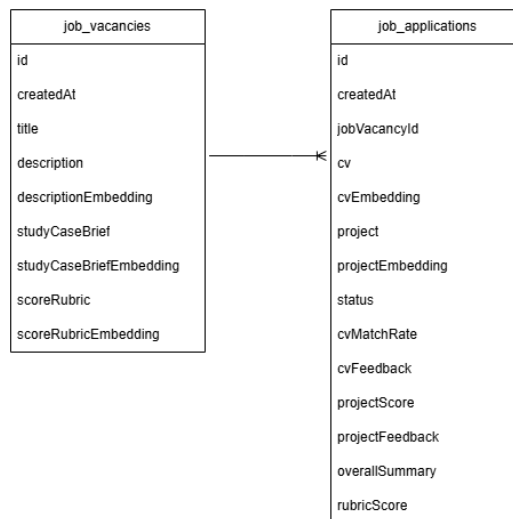 job_vacancies
id
createdAt
title
description
descriptionEmbedding
studyCaseBrief
studyCaseBriefEmbedding
scoreRubric
scoreRubricEmbedding
job_applications
id
createdAt
jobVacancyId
cv
cvEmbedding
project
projectEmbedding
status
cvMatchRate
cvFeedback
projectScore
projectFeedback
overallSummary
rubricScore